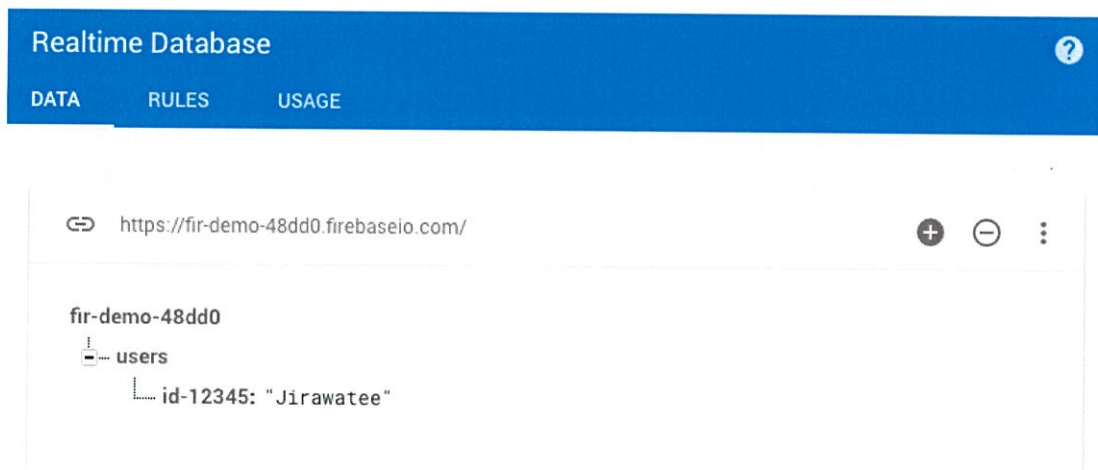 Realtime Database
?
DATA RULES USAGE
https://fir-demo-48dd0.firebaseio.com/
fir-demo-48dd0
users
id-12345: "Jirawatee"